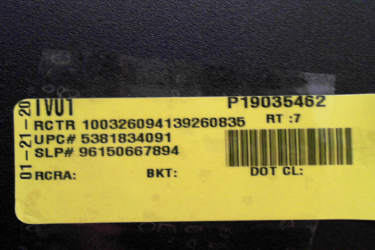 01-21-20
IVU1 P19035462
RCTR 100326094139260835 RT :7
UPC# 5381834091
SLP# 96150667894
RCRA: BKT: DOT CL: